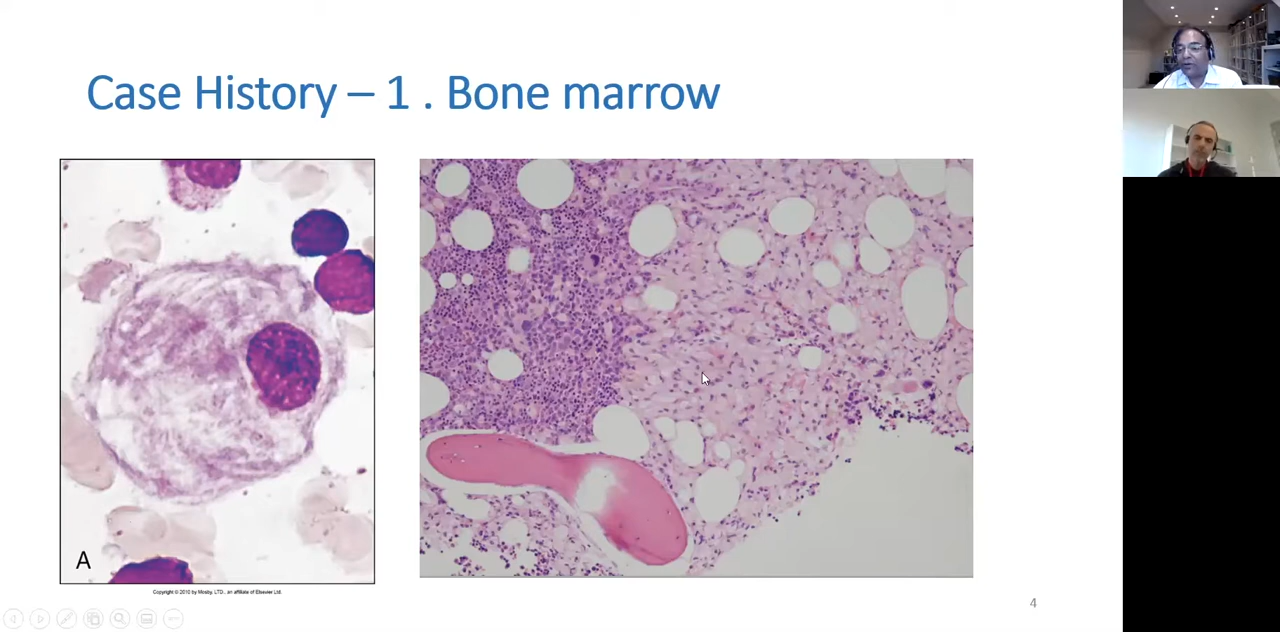 Case History – 1 . Bone marrow
A
Copyright © 2010 by Mosby, LTD., an affiliate of Elsevier Ltd.
4